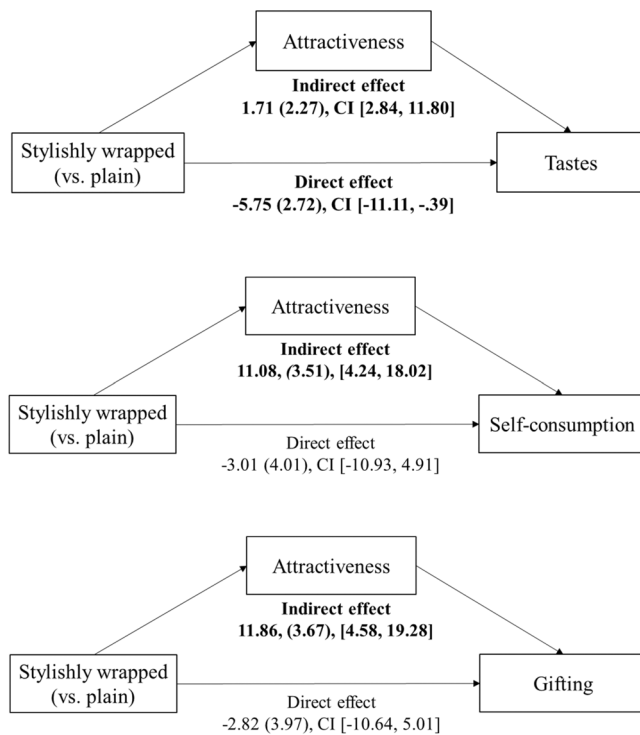 Attractiveness
Indirect effect
1.71 (2.27), CI [2.84, 11.80]
Stylishly wrapped
(vs. plain)
Tastes
Direct effect
-5.75 (2.72), CI [-11.11, -.39]
Attractiveness
Indirect effect
11.08, (3.51), [4.24, 18.02]
Stylishly wrapped
(vs. plain)
Self-consumption
Direct effect
-3.01 (4.01), CI [-10.93, 4.91]
Attractiveness
Indirect effect
11.86, (3.67), [4.58, 19.28]
Stylishly wrapped
(vs. plain)
Gifting
Direct effect
-2.82 (3.97), CI [-10.64, 5.01]